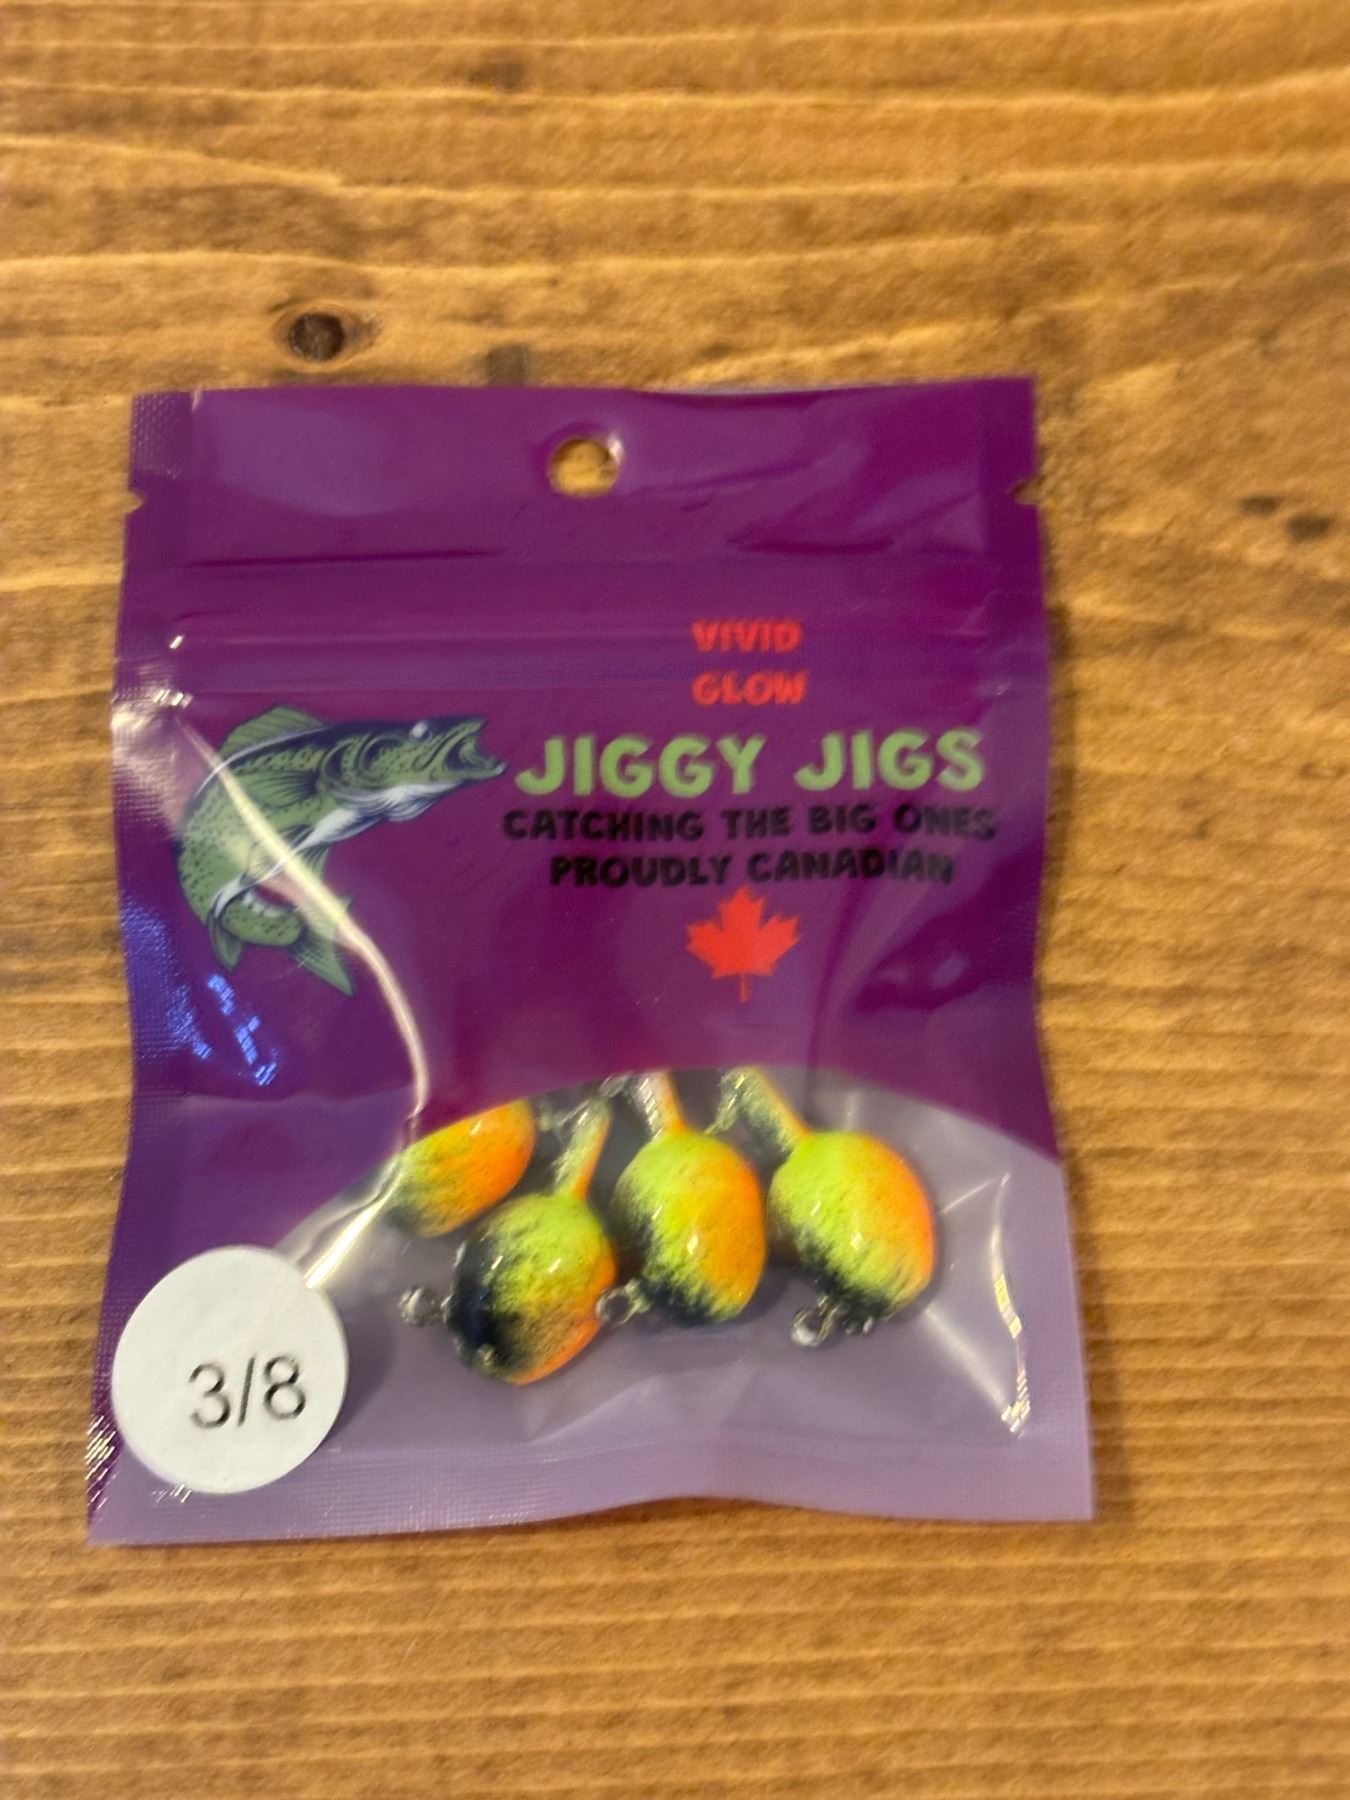 VIVID
GLOW
JIGGY JIGS
CATCHING THE BIG ONES
PROUDLY CANADIAN
3/8